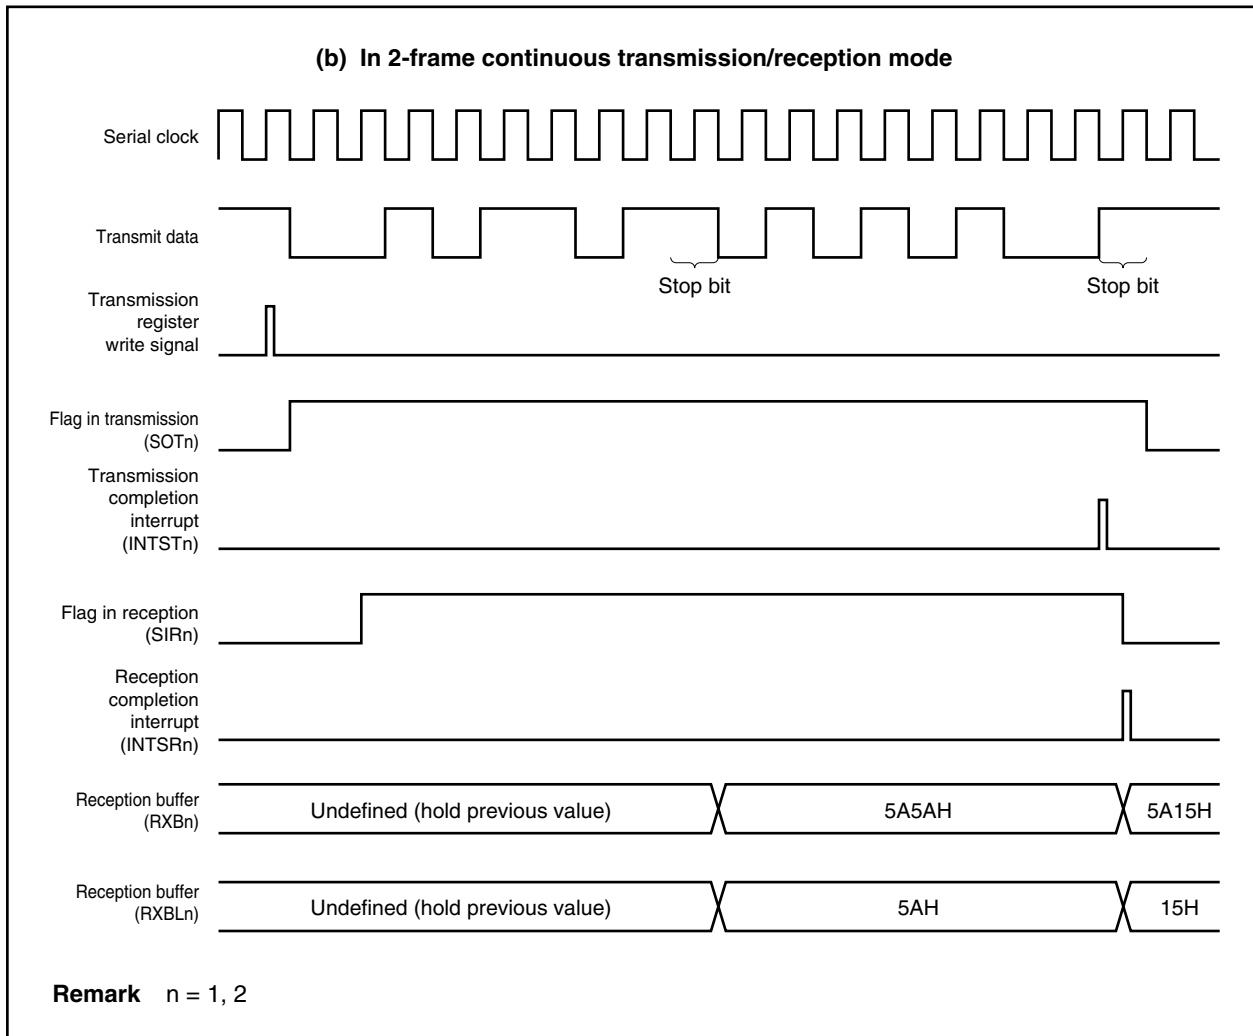 (b) In 2-frame continuous transmission/reception mode
Serial clock
Transmit data
Stop bit
Stop bit
Transmission
register
write signal
Flag in transmission
(SOTn)
Transmission
completion
interrupt
(INTSTn)
Flag in reception
(SIRn)
Reception
completion
interrupt
(INTSRn)
Reception buffer
(RXBn)
Undefined (hold previous value)
5A5AH
5A15H
Reception buffer
(RXBLn)
Undefined (hold previous value)
5AH
15H
Remark n = 1, 2